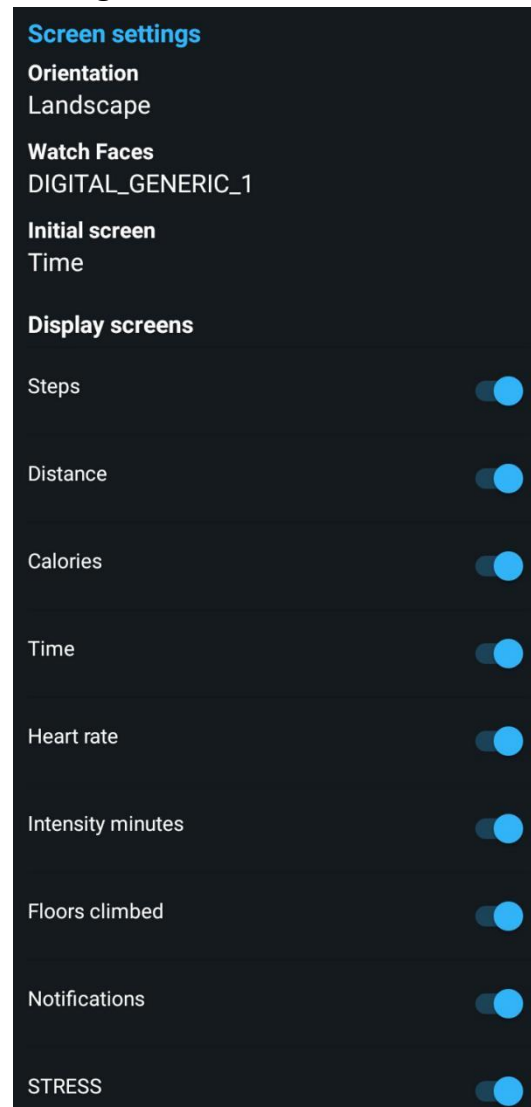 Screen settings
Orientation
Landscape
Watch Faces
DIGITAL_GENERIC_1
Initial screen
Time
Display screens
Steps
Distance
Calories
Time
Heart rate
Intensity minutes
Floors climbed
Notifications
STRESS